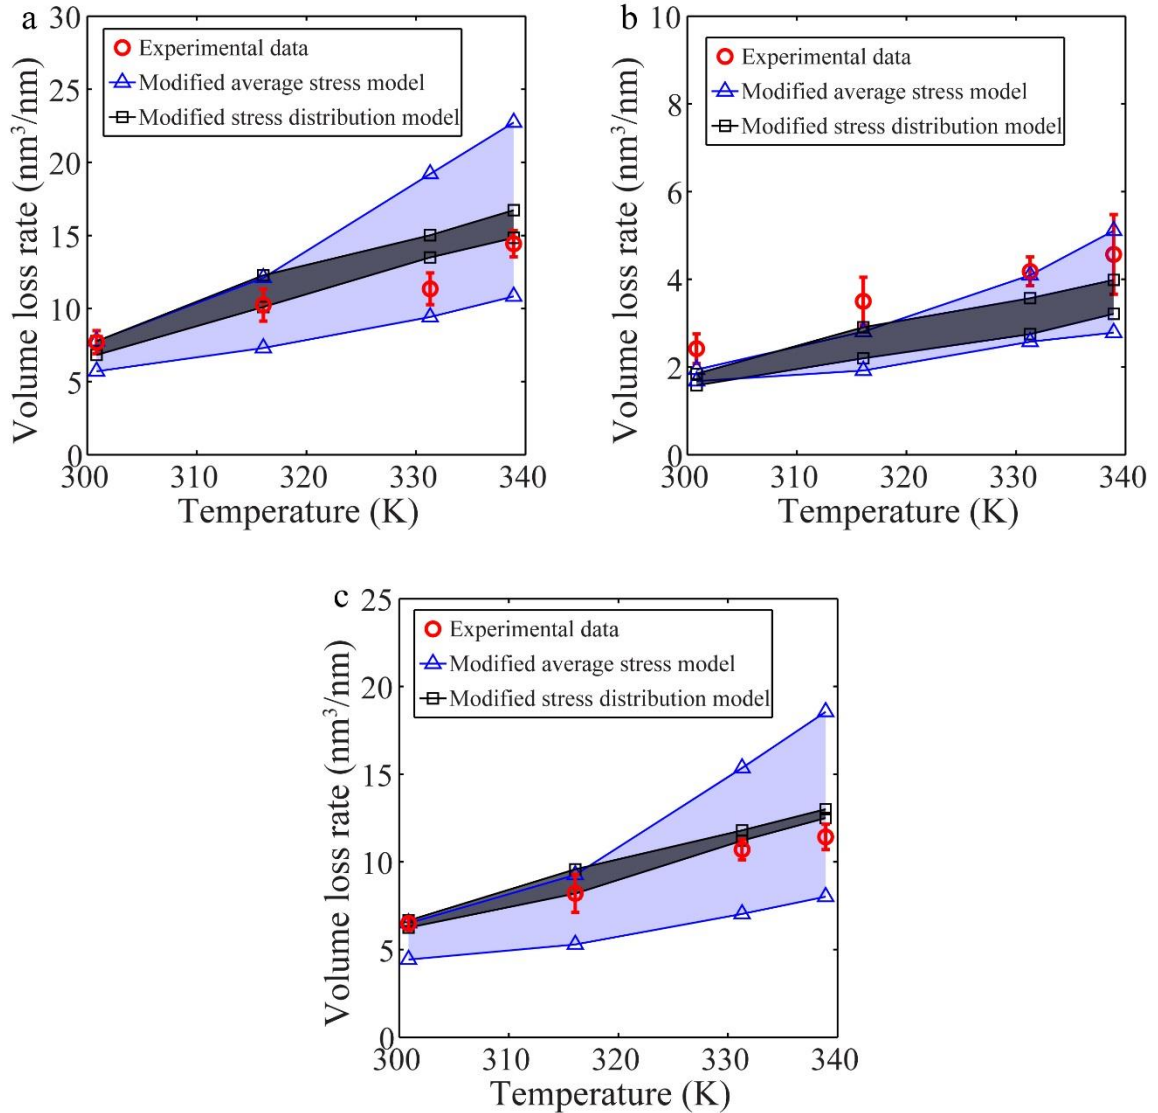 a
30
25
20
15
10
5
0
Volume loss rate (nm³/nm)
Experimental data
Modified average stress model
Modified stress distribution model
300 310 320 330 340
Temperature (K)
b
10
8
6
4
2
0
Volume loss rate (nm³/nm)
Experimental data
Modified average stress model
Modified stress distribution model
300 310 320 330 340
Temperature (K)
c
25
20
15
10
5
0
Volume loss rate (nm³/nm)
Experimental data
Modified average stress model
Modified stress distribution model
300 310 320 330 340
Temperature (K)